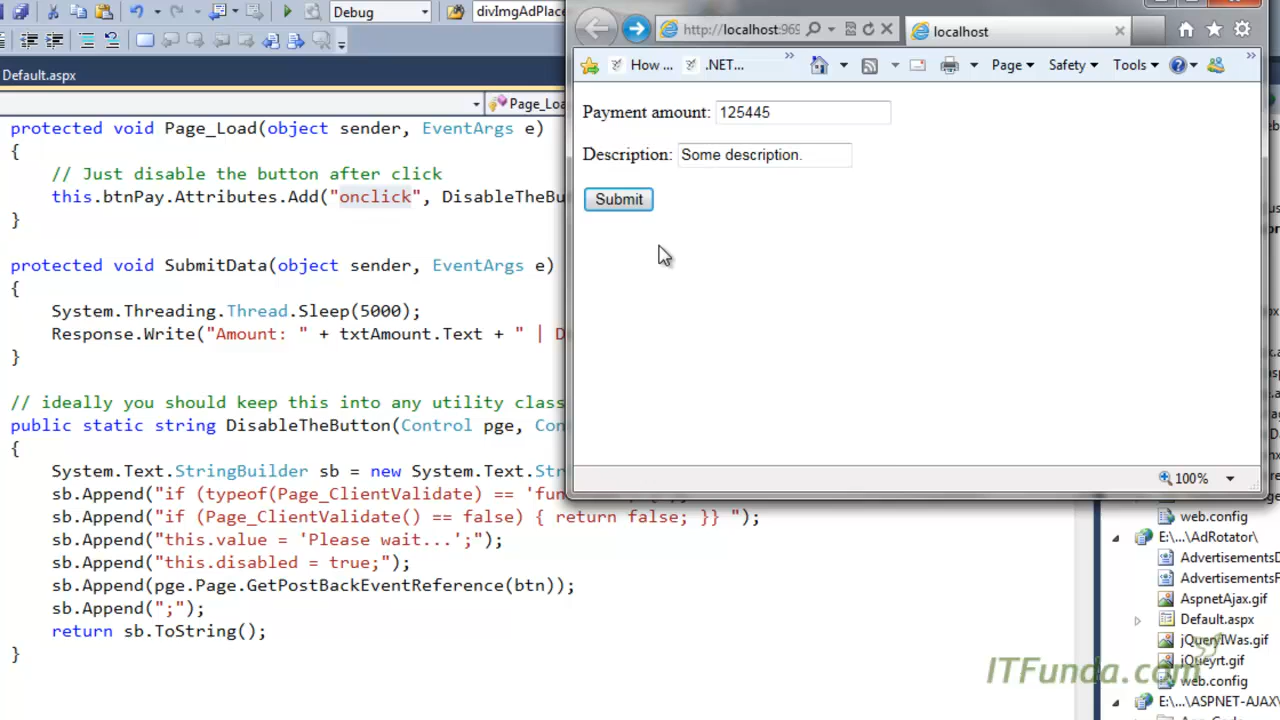 Debug
divImgAdPlace
Default.aspx
Page_Loa
protected void Page_Load(object sender, EventArgs e)
{
// Just disable the button after click
this.btnPay.Attributes.Add("onclick", DisableTheBu
}
protected void SubmitData(object sender, EventArgs e)
{
System.Threading.Thread.Sleep(5000);
Response.Write("Amount: " + txtAmount.Text + " | D
}
// ideally you should keep this into any utility class
public static string DisableTheButton(Control pge, Con
{
System.Text.StringBuilder sb = new System.Text.Str
sb.Append("if (typeof(Page_ClientValidate) == 'fun
sb.Append("if (Page_ClientValidate() == false) { return false; }} ");
sb.Append("this.value = 'Please wait...';");
sb.Append("this.disabled = true;");
sb.Append(pge.Page.GetPostBackEventReference(btn));
sb.Append(";");
return sb.ToString();
}
http://localhost:969
localhost
How ...
.NET...
Page
Safety
Tools
Payment amount: 125445
Description: Some description.
Submit
100%
web.config
E:\...\AdRotator\
AdvertisementsD
AdvertisementsF
AspnetAjax.gif
Default.aspx
jQueryIWas.gif
jQueyrt.gif
web.config
E:\...\ASPNET-AJAX\
ITFunda.com